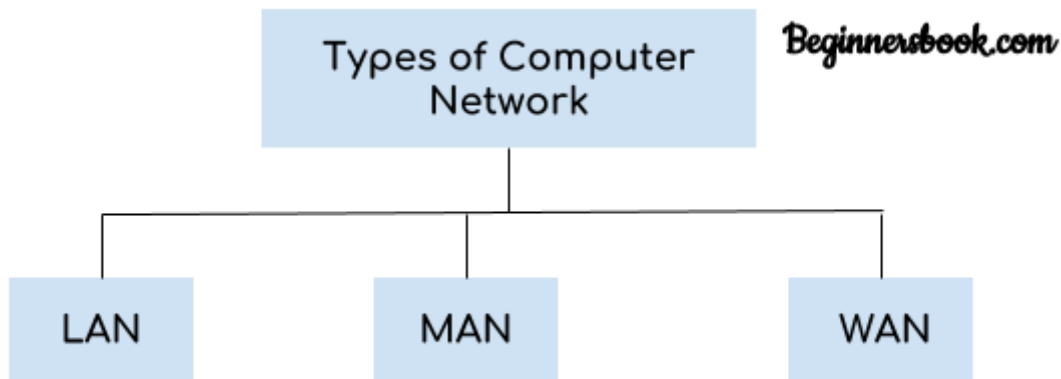 Types of Computer
Network
Beginnersbook.com
LAN
MAN
WAN